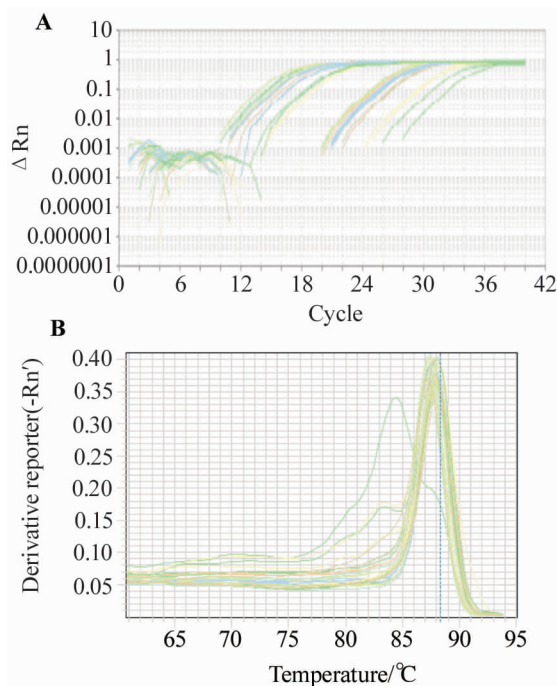 A
10
1
0.1
0.01
0.001
0.0001
0.00001
0.000001
0.0000001
Δ Rn
0 6 12 18 24 30 36 42
Cycle
B
0.40
0.35
0.30
0.25
0.20
0.15
0.10
0.05
Derivative reporter(-Rn′)
65 70 75 80 85 90 95
Temperature/℃